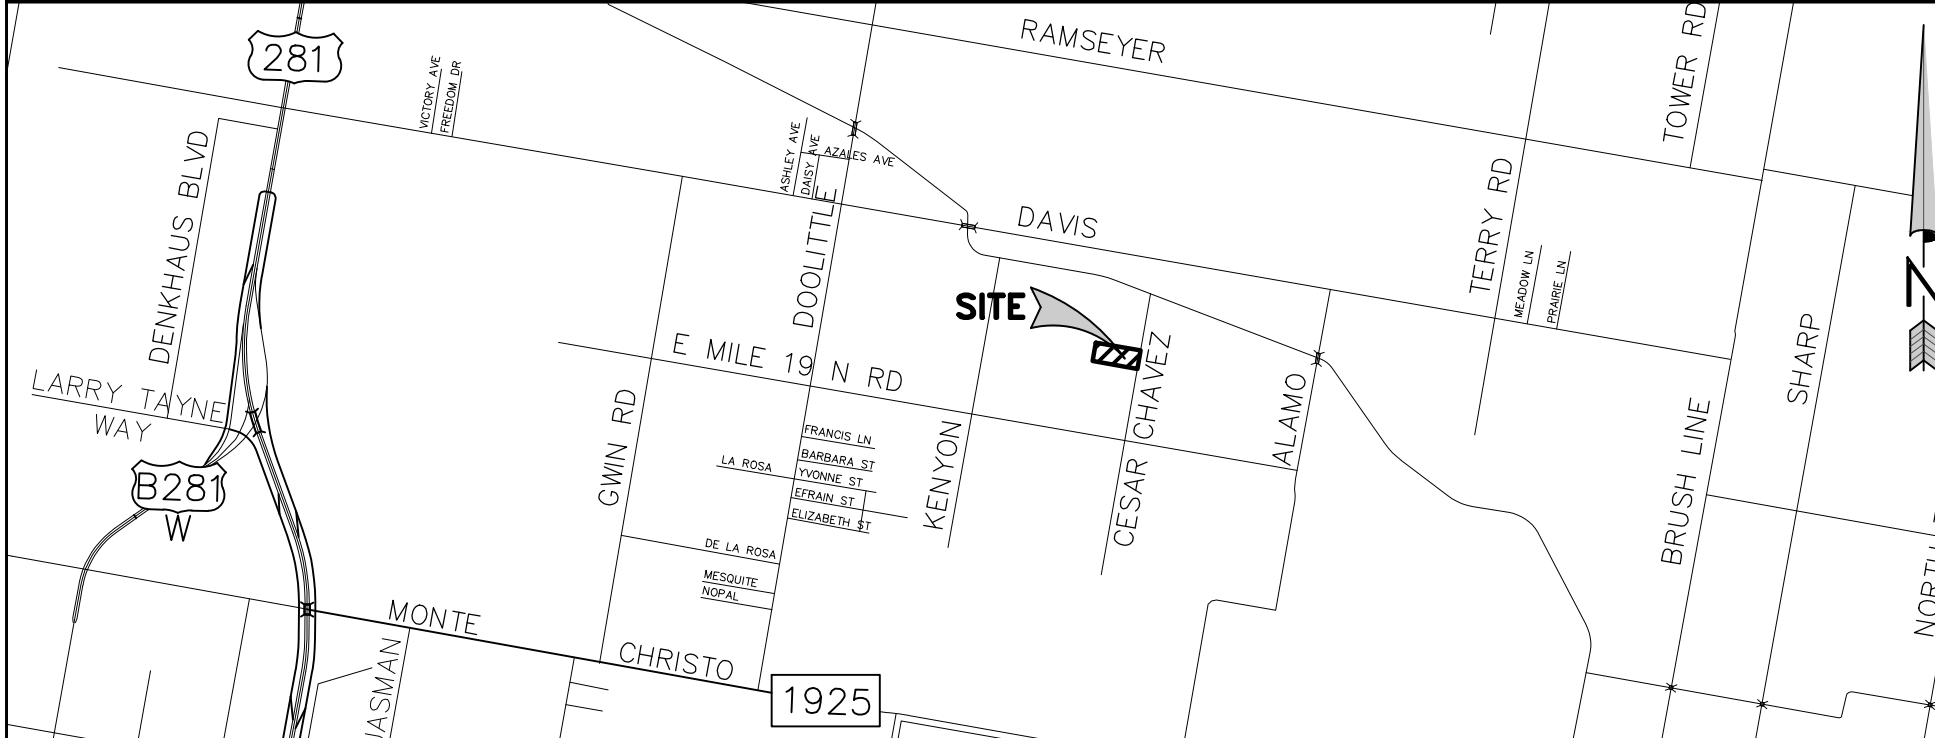 281
RAMSEYER
TOWER RD
VICTORY AVE
FREEDOM DR
DENKHAUS BLVD
ASHLEY AVE
DAISY AVE
AZALES AVE
DOOLITTLE
DAVIS
TERRY RD
MEADOW LN
PRAIRIE LN
N
SITE
SHARP
E MILE 19 N RD
CESAR CHAVEZ
ALAMO
LARRY TAYNE
WAY
GWIN RD
KENYON
BRUSH LINE
FRANCIS LN
BARBARA ST
LA ROSA
YVONNE ST
EFRAIN ST
ELIZABETH ST
B281
W
DE LA ROSA
MESQUITE
NOPAL
MONTE
CHRISTO
1925
JASMAN
NORTH